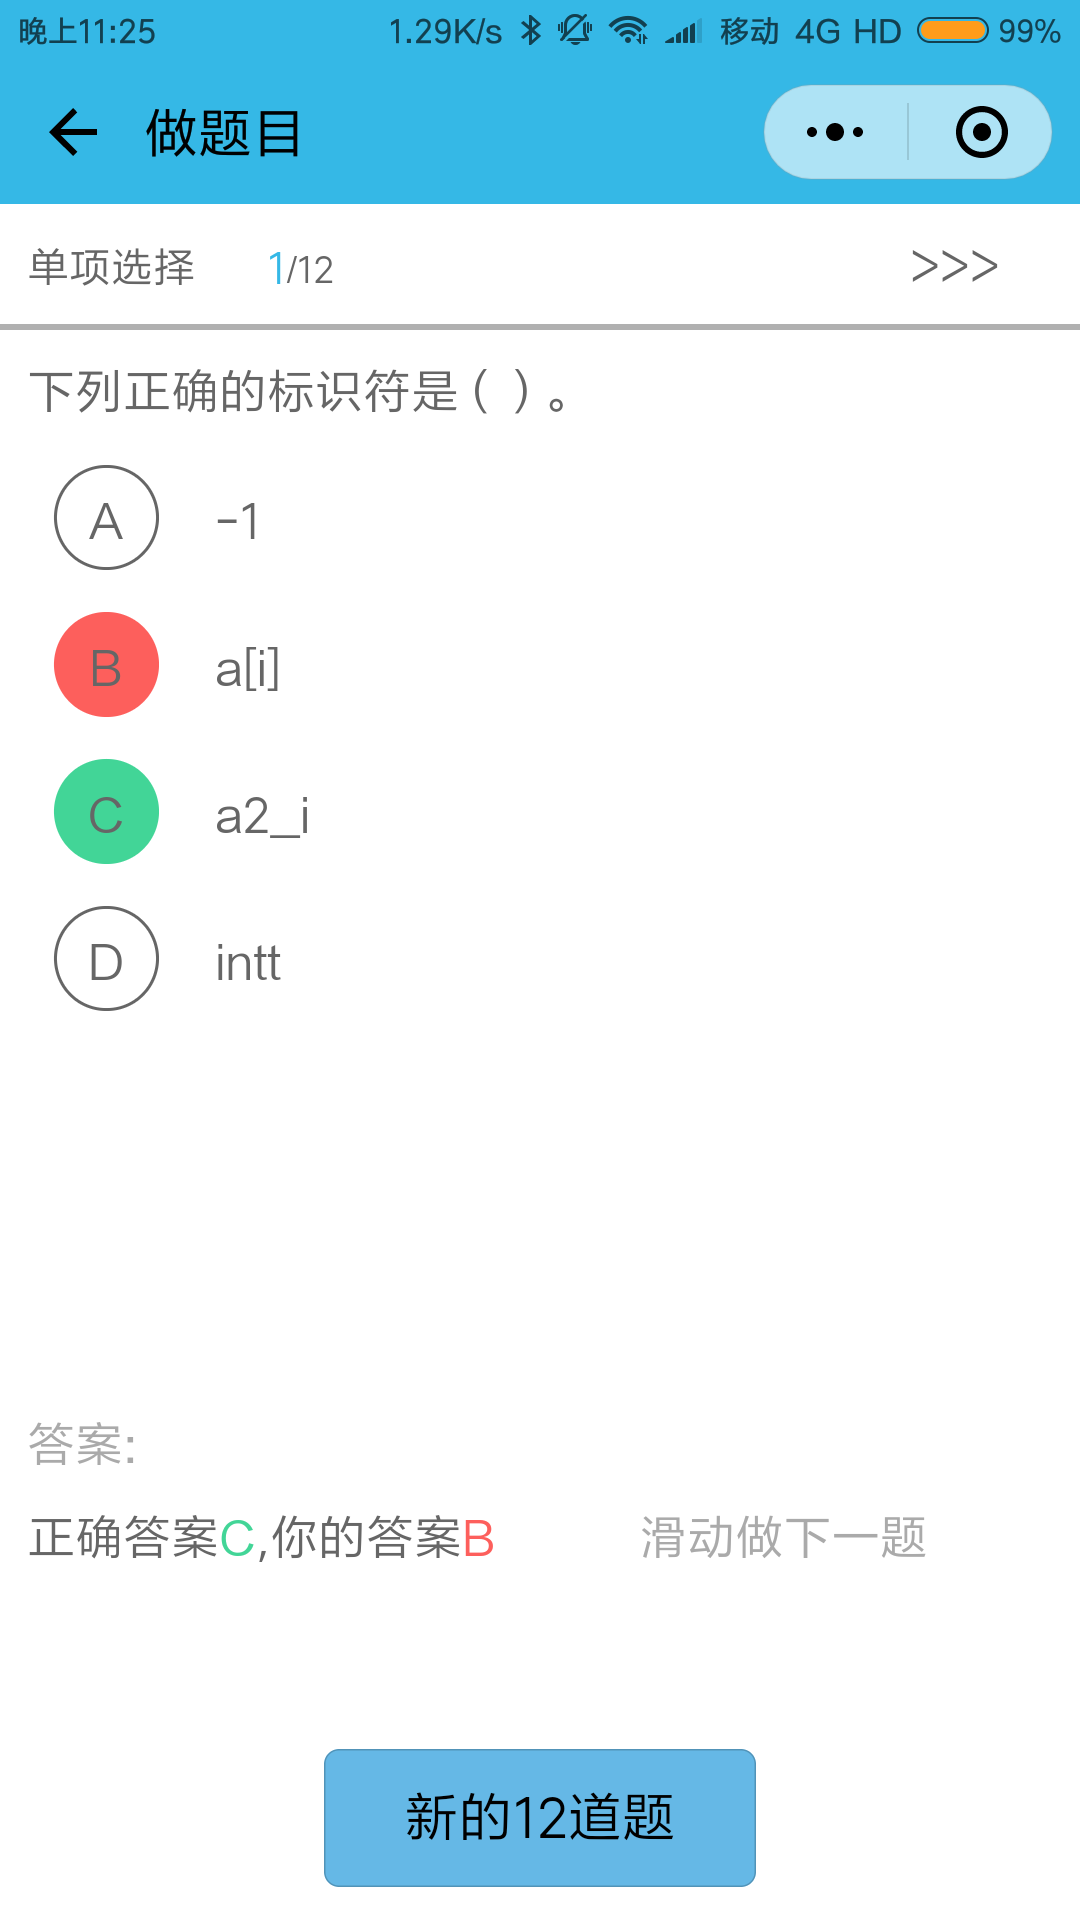 晚上11:25 1.29K/s 移动 4G HD 99%
做题目
单项选择 1/12 >>>
下列正确的标识符是( )。
A -1
B a[i]
C a2_i
D intt
答案:
正确答案C,你的答案B 滑动做下一题
新的12道题